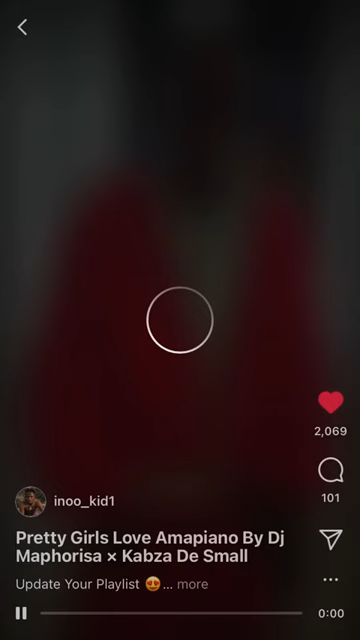 2,069
101
inoo_kid1
Pretty Girls Love Amapiano By Dj
Maphorisa × Kabza De Small
Update Your Playlist 😍... more
0:00